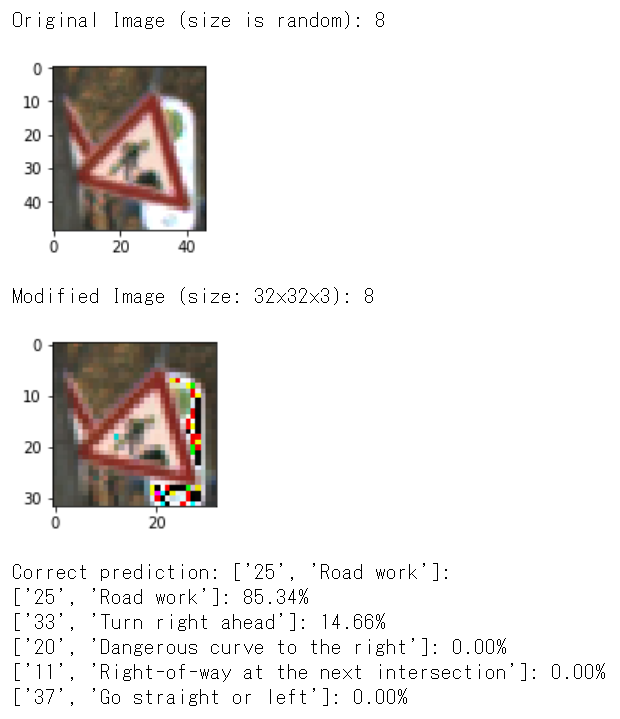 Original Image (size is random): 8
0
10
20
30
40
0 20 40
Modified Image (size: 32x32x3): 8
0
10
20
30
0 20
Correct prediction: ['25', 'Road work']:
['25', 'Road work']: 85.34%
['33', 'Turn right ahead']: 14.66%
['20', 'Dangerous curve to the right']: 0.00%
['11', 'Right-of-way at the next intersection']: 0.00%
['37', 'Go straight or left']: 0.00%